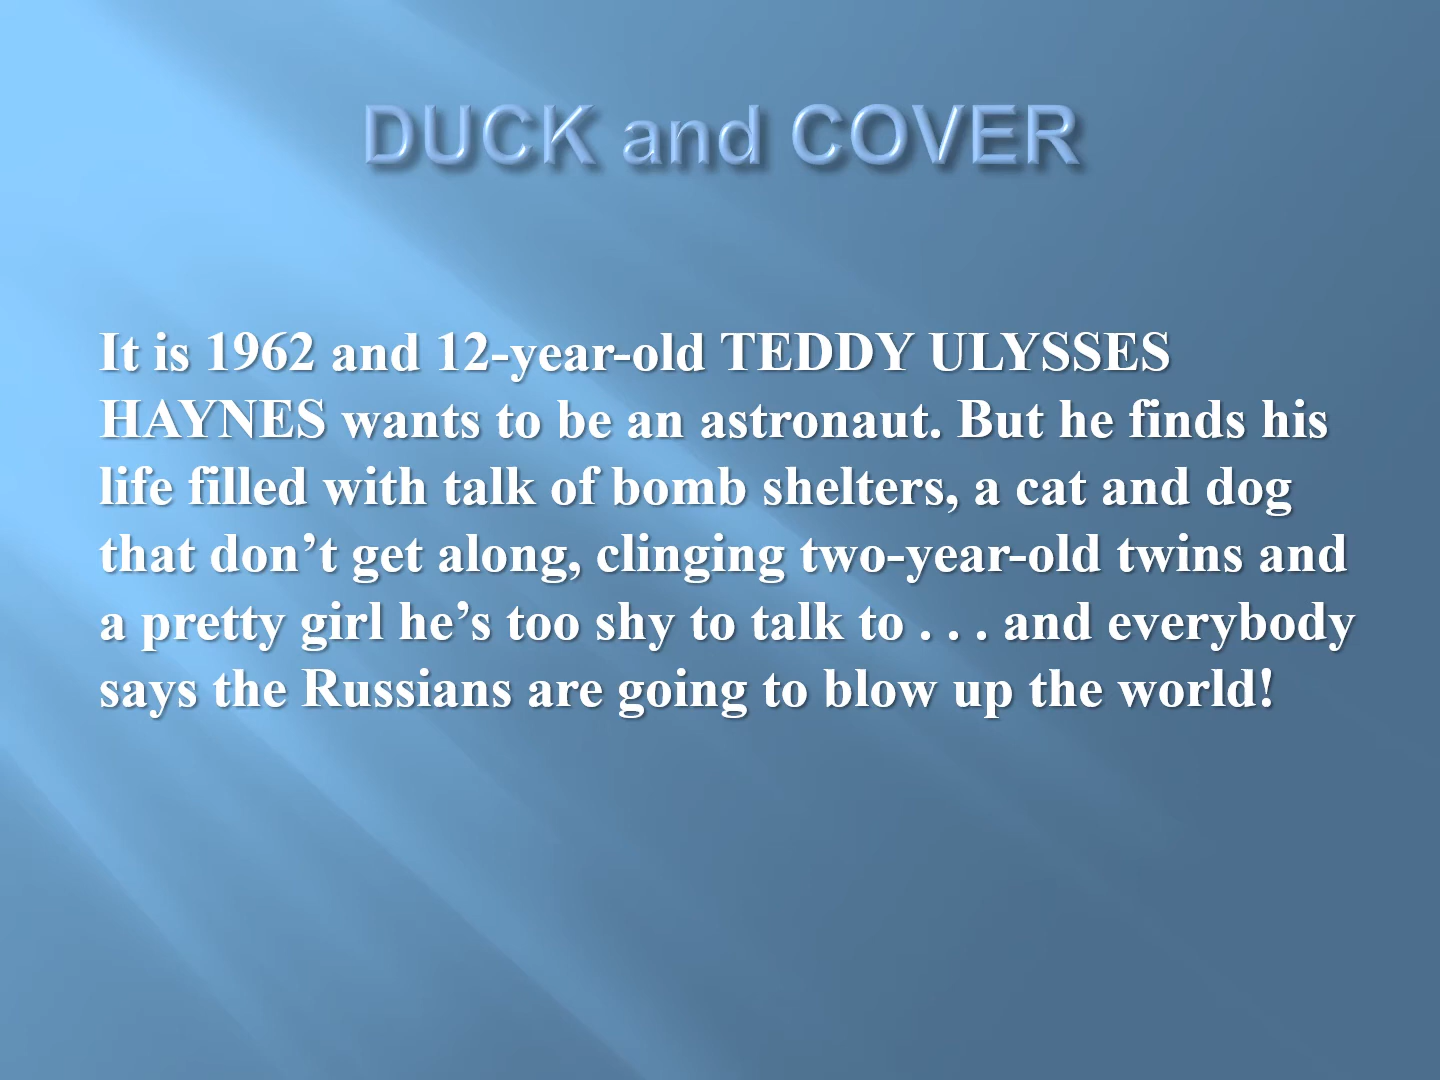 DUCK and COVER
It is 1962 and 12-year-old TEDDY ULYSSES
HAYNES wants to be an astronaut. But he finds his
life filled with talk of bomb shelters, a cat and dog
that don’t get along, clinging two-year-old twins and
a pretty girl he’s too shy to talk to . . . and everybody
says the Russians are going to blow up the world!